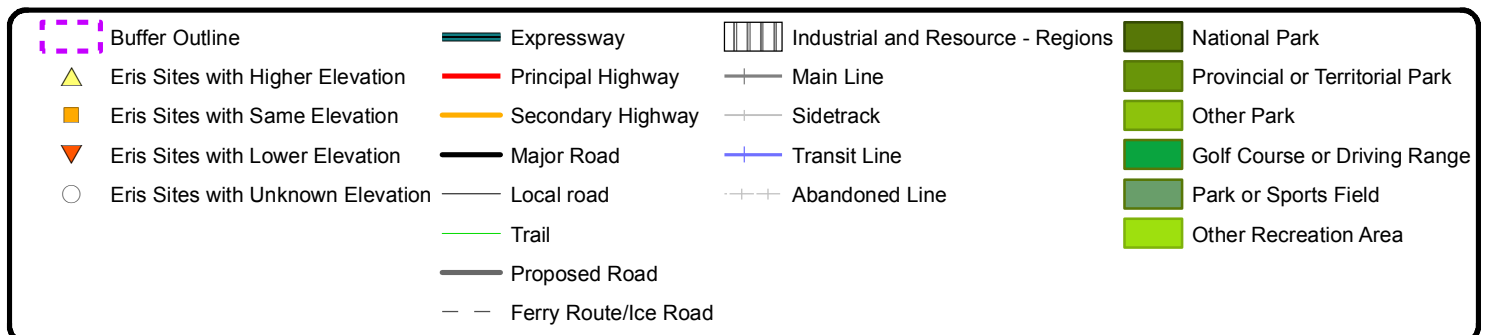 Buffer Outline
Eris Sites with Higher Elevation
Eris Sites with Same Elevation
Eris Sites with Lower Elevation
Eris Sites with Unknown Elevation
Expressway
Principal Highway
Secondary Highway
Major Road
Local road
Trail
Proposed Road
Ferry Route/Ice Road
Industrial and Resource - Regions
Main Line
Sidetrack
Transit Line
Abandoned Line
National Park
Provincial or Territorial Park
Other Park
Golf Course or Driving Range
Park or Sports Field
Other Recreation Area